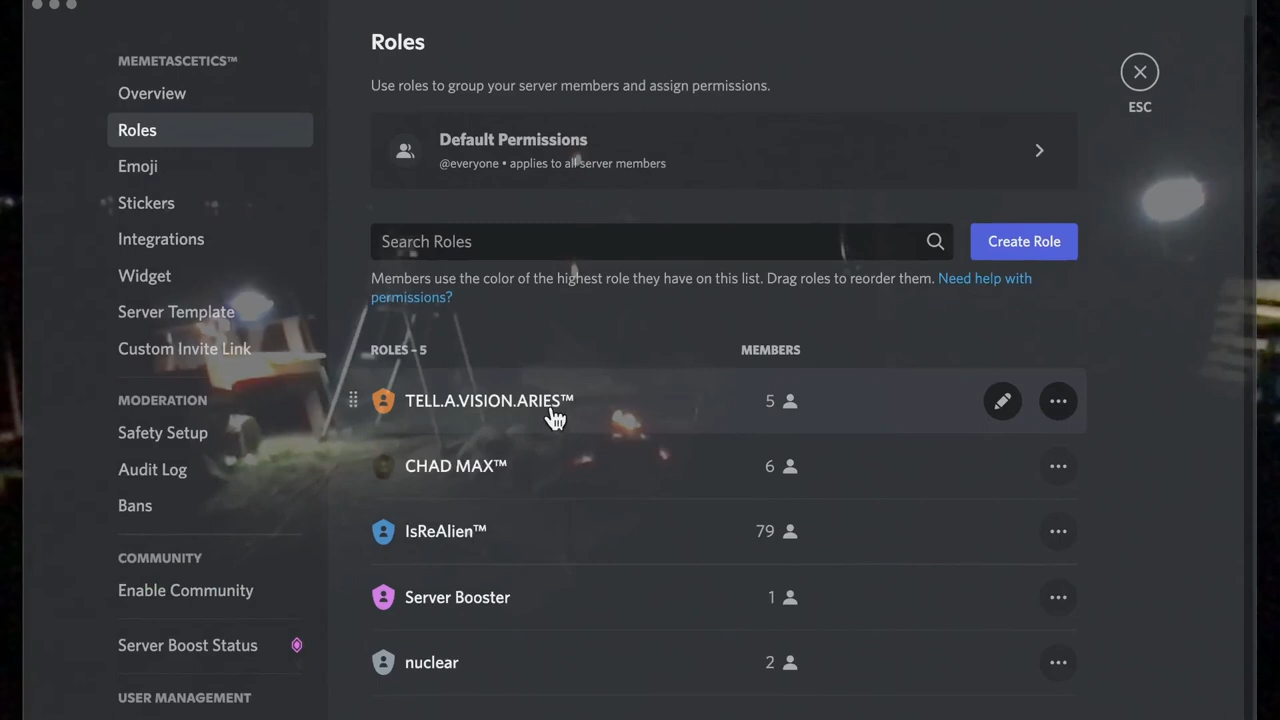 MEMETASCETICS™
Overview
Roles
Emoji
Stickers
Integrations
Widget
Server Template
Custom Invite Link
MODERATION
Safety Setup
Audit Log
Bans
COMMUNITY
Enable Community
Server Boost Status
USER MANAGEMENT
Roles
Use roles to group your server members and assign permissions.
Default Permissions
@everyone • applies to all server members
Search Roles
Create Role
Members use the color of the highest role they have on this list. Drag roles to reorder them. Need help with
permissions?
ROLES – 5 MEMBERS
TELL.A.VISION.ARIES™ 5
CHAD MAX™ 6
IsReAlien™ 79
Server Booster 1
nuclear 2
ESC